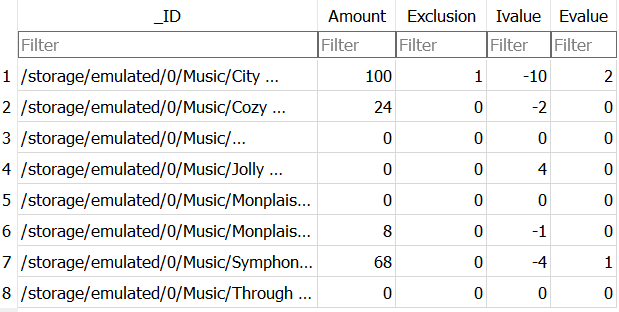 _ID Amount Exclusion Ivalue Evalue
Filter Filter Filter Filter Filter
1 /storage/emulated/0/Music/City ... 100 1 -10 2
2 /storage/emulated/0/Music/Cozy ... 24 0 -2 0
3 /storage/emulated/0/Music/... 0 0 0 0
4 /storage/emulated/0/Music/Jolly ... 0 0 4 0
5 /storage/emulated/0/Music/Monplais... 0 0 0 0
6 /storage/emulated/0/Music/Monplais... 8 0 -1 0
7 /storage/emulated/0/Music/Symphon... 68 0 -4 1
8 /storage/emulated/0/Music/Through ... 0 0 0 0